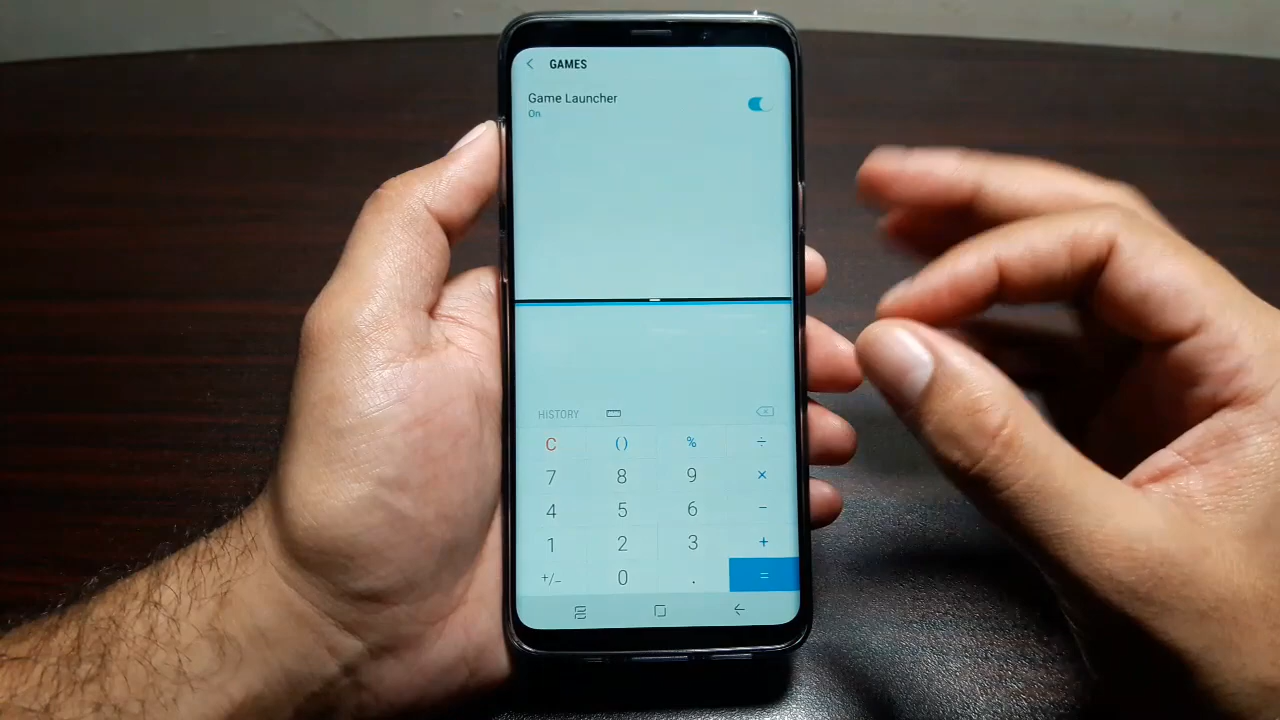 GAMES
Game Launcher
On
HISTORY
C () % ÷
7 8 9 ×
4 5 6 −
1 2 3 +
+/− 0 . =